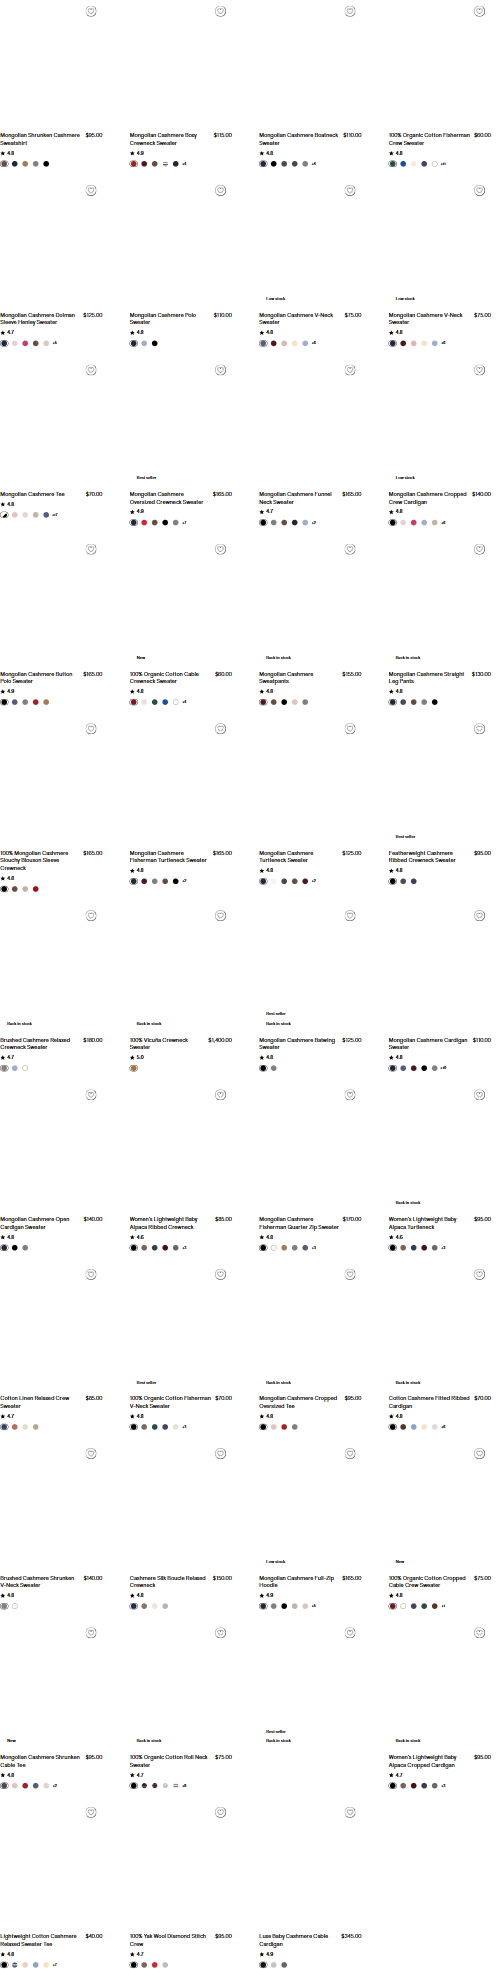 Mongolian Shrunken Cashmere Sweatshirt $95.00
★ 4.8
Mongolian Cashmere Boxy Crewneck Sweater $115.00
★ 4.9
+4
Mongolian Cashmere Boatneck Sweater $110.00
★ 4.8
100% Organic Cotton Fisherman Crew Sweater $60.00
★ 4.8
Mongolian Cashmere Dolman Sleeve Henley Sweater $125.00
★ 4.7
Mongolian Cashmere Polo Sweater $110.00
★ 4.8
Low stock
Mongolian Cashmere V-Neck Sweater $75.00
★ 4.8
Low stock
Mongolian Cashmere V-Neck Sweater $75.00
★ 4.8
Mongolian Cashmere Tee $70.00
★ 4.8
Best seller
Mongolian Cashmere Oversized Crewneck Sweater $165.00
★ 4.9
Mongolian Cashmere Funnel Neck Sweater $165.00
★ 4.7
Low stock
Mongolian Cashmere Cropped Crew Cardigan $140.00
★ 4.8
Mongolian Cashmere Button Polo Sweater $165.00
★ 4.9
New
100% Organic Cotton Cable Crewneck Sweater $60.00
★ 4.8
Back in stock
Mongolian Cashmere Sweatpants $155.00
★ 4.8
Back in stock
Mongolian Cashmere Straight Leg Pants $130.00
★ 4.8
100% Mongolian Cashmere Slouchy Blouson Sleeve Crewneck $165.00
★ 4.8
Mongolian Cashmere Fisherman Turtleneck Sweater $165.00
★ 4.8
Mongolian Cashmere Turtleneck Sweater $125.00
★ 4.8
Best seller
Featherweight Cashmere Ribbed Crewneck Sweater $95.00
★ 4.8
Back in stock
Brushed Cashmere Relaxed Crewneck Sweater $180.00
★ 4.7
Back in stock
100% Vicuña Crewneck Sweater $1,400.00
★ 5.0
Best seller
Back in stock
Mongolian Cashmere Batwing Sweater $125.00
★ 4.8
Mongolian Cashmere Cardigan Sweater $110.00
★ 4.8
Mongolian Cashmere Open Cardigan Sweater $140.00
★ 4.8
Women's Lightweight Baby Alpaca Ribbed Crewneck $85.00
★ 4.6
Mongolian Cashmere Fisherman Quarter Zip Sweater $170.00
★ 4.8
Back in stock
Women's Lightweight Baby Alpaca Turtleneck $95.00
★ 4.6
Cotton Linen Relaxed Crew Sweater $85.00
★ 4.7
Best seller
100% Organic Cotton Fisherman V-Neck Sweater $70.00
★ 4.8
Back in stock
Mongolian Cashmere Cropped Oversized Tee $95.00
★ 4.8
Back in stock
Cotton Cashmere Fitted Ribbed Cardigan $70.00
★ 4.8
Brushed Cashmere Shrunken V-Neck Sweater $140.00
★ 4.8
Cashmere Silk Boucle Relaxed Crewneck $150.00
★ 4.8
Low stock
Mongolian Cashmere Full-Zip Hoodie $165.00
★ 4.9
New
100% Organic Cotton Cropped Cable Crew Sweater $75.00
★ 4.8
New
Mongolian Cashmere Shrunken Cable Tee $95.00
★ 4.8
Back in stock
100% Organic Cotton Roll Neck Sweater $75.00
★ 4.7
Best seller
Back in stock
Back in stock
Women's Lightweight Baby Alpaca Cropped Cardigan $95.00
★ 4.7
Lightweight Cotton Cashmere Relaxed Sweater Tee $40.00
★ 4.8
100% Yak Wool Diamond Stitch Crew $95.00
★ 4.7
Luxe Baby Cashmere Cable Cardigan $345.00
★ 4.9